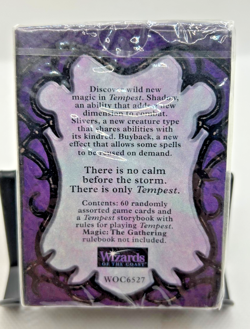 Discover wild new
magic in Tempest. Shadow,
an ability that adds a new
dimension to combat.
Slivers, a new creature type
that shares abilities with
its kindred. Buyback, a new
effect that allows some spells
to be reused on demand.
There is no calm
before the storm.
There is only Tempest.
Contents: 60 randomly
assorted game cards and
a Tempest storybook with
rules for playing Tempest.
Magic: The Gathering
rulebook not included.
Wizards
OF THE COAST
WOC6527